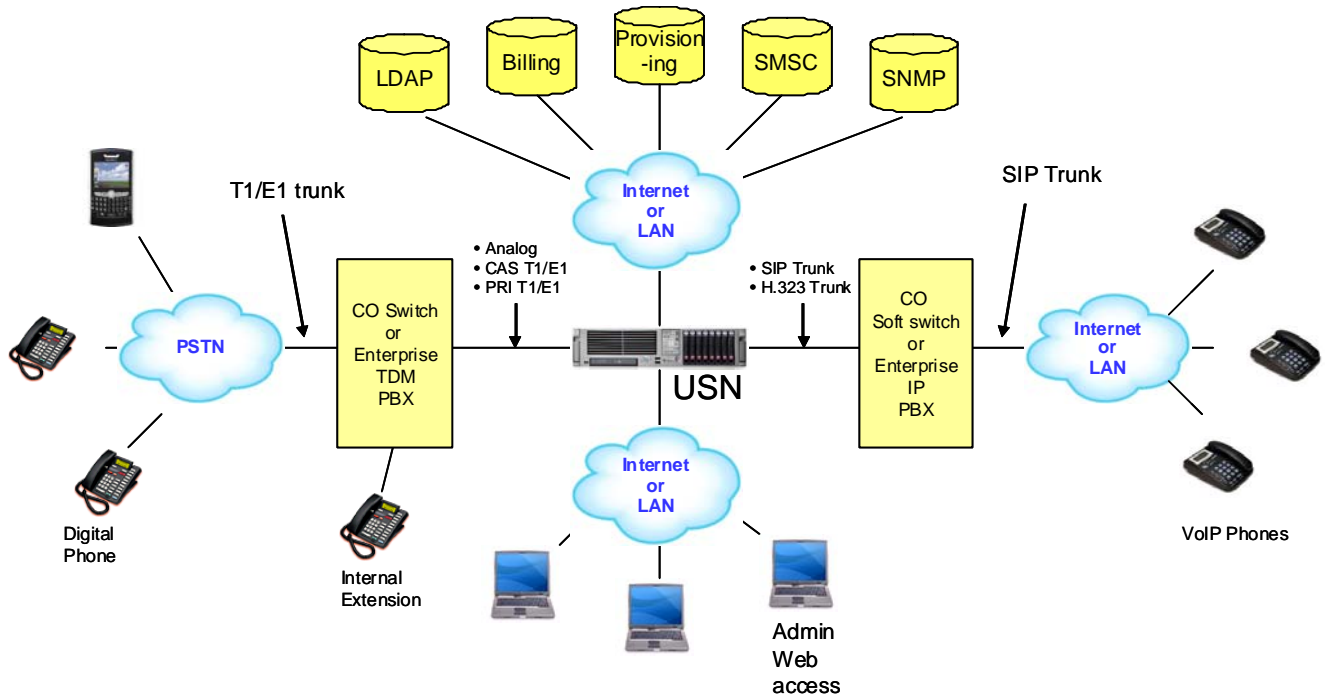 LDAP
Billing
Provision
-ing
SMSC
SNMP
T1/E1 trunk
SIP Trunk
Internet
or
LAN
• Analog
• CAS T1/E1
• PRI T1/E1
• SIP Trunk
• H.323 Trunk
PSTN
CO Switch
or
Enterprise
TDM
PBX
USN
CO
Soft switch
or
Enterprise
IP
PBX
Internet
or
LAN
Internet
or
LAN
Digital
Phone
Internal
Extension
VoIP Phones
Admin
Web
access